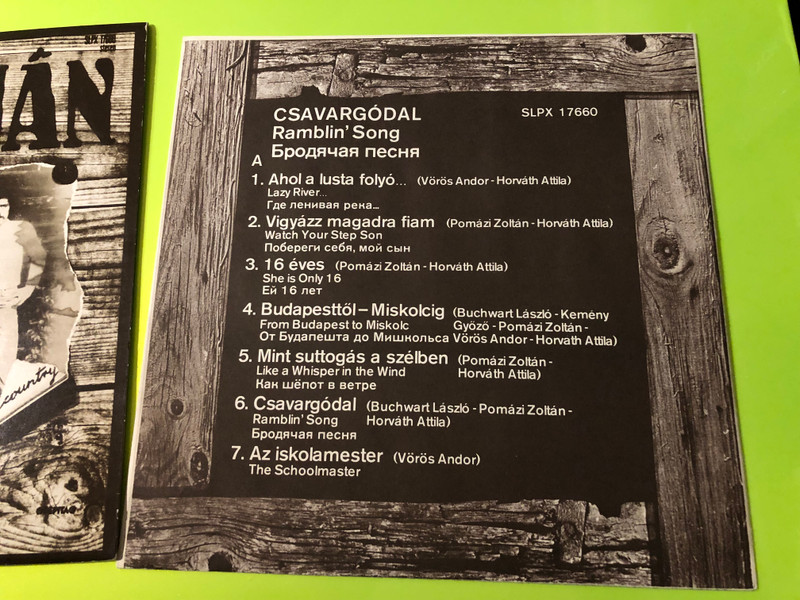 SLPX 17660
ÁN
country
CSAVARGÓDAL
SLPX 17660
Ramblin' Song
Бродячая песня
A
1. Ahol a lusta folyó... (Vörös Andor - Horváth Attila)
Lazy River...
Где ленивая река...
2. Vigyázz magadra fiam (Pomázi Zoltán - Horváth Attila)
Watch Your Step Son
Побереги себя, мой сын
3. 16 éves (Pomázi Zoltán - Horváth Attila)
She is Only 16
Ей 16 лет
4. Budapesttől – Miskolcig (Buchwart László - Kemény
From Budapest to Miskolc Győző - Pomázi Zoltán -
От Будапешта до Мишкольса Vörös Andor - Horvath Attila)
5. Mint suttogás a szélben (Pomázi Zoltán -
Like a Whisper in the Wind Horváth Attila)
Как шёпот в ветре
6. Csavargódal (Buchwart László - Pomázi Zoltán -
Ramblin' Song Horváth Attila)
Бродячая песня
7. Az iskolamester (Vörös Andor)
The Schoolmaster